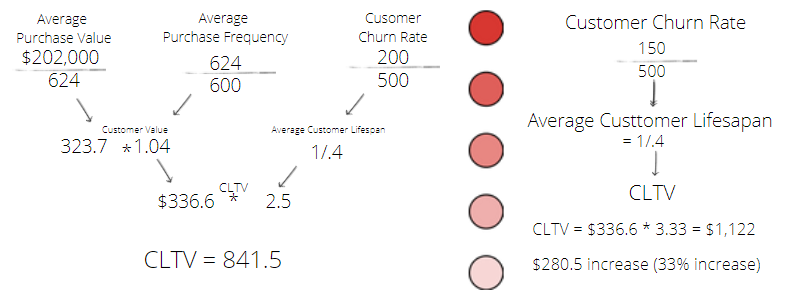 Average
Purchase Value
$202,000
624
Average
Purchase Frequency
624
600
Cusomer
Churn Rate
200
500
Customer Value
323.7 *1.04
Average Customer Lifespan
1/.4
CLTV
$336.6 * 2.5
CLTV = 841.5
Customer Churn Rate
150
500
Average Custtomer Lifesapan
= 1/.4
CLTV
CLTV = $336.6 * 3.33 = $1,122
$280.5 increase (33% increase)